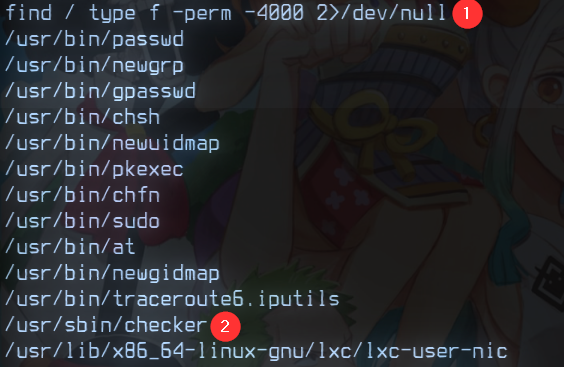 find / type f -perm -4000 2>/dev/null 1
/usr/bin/passwd
/usr/bin/newgrp
/usr/bin/gpasswd
/usr/bin/chsh
/usr/bin/newuidmap
/usr/bin/pkexec
/usr/bin/chfn
/usr/bin/sudo
/usr/bin/at
/usr/bin/newgidmap
/usr/bin/traceroute6.iputils
/usr/sbin/checker 2
/usr/lib/x86_64-linux-gnu/lxc/lxc-user-nic